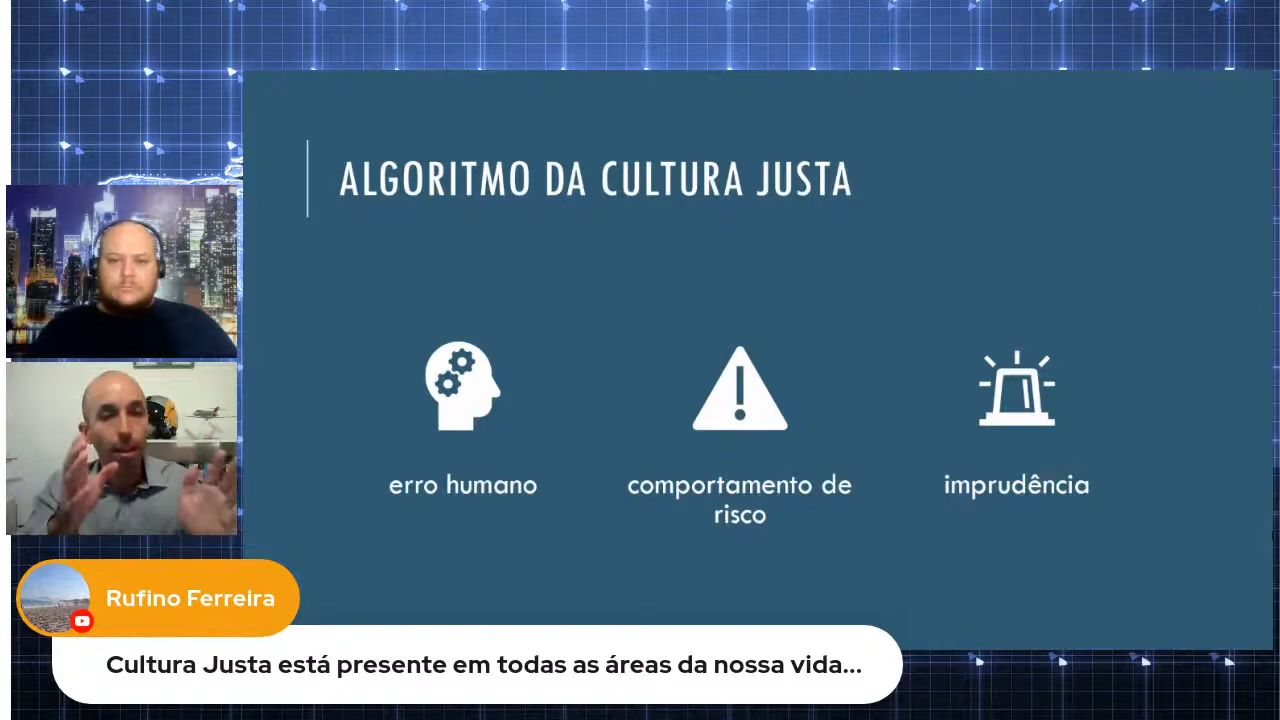 ALGORITMO DA CULTURA JUSTA
erro humano
comportamento de
risco
imprudência
Rufino Ferreira
Cultura Justa está presente em todas as áreas da nossa vida...